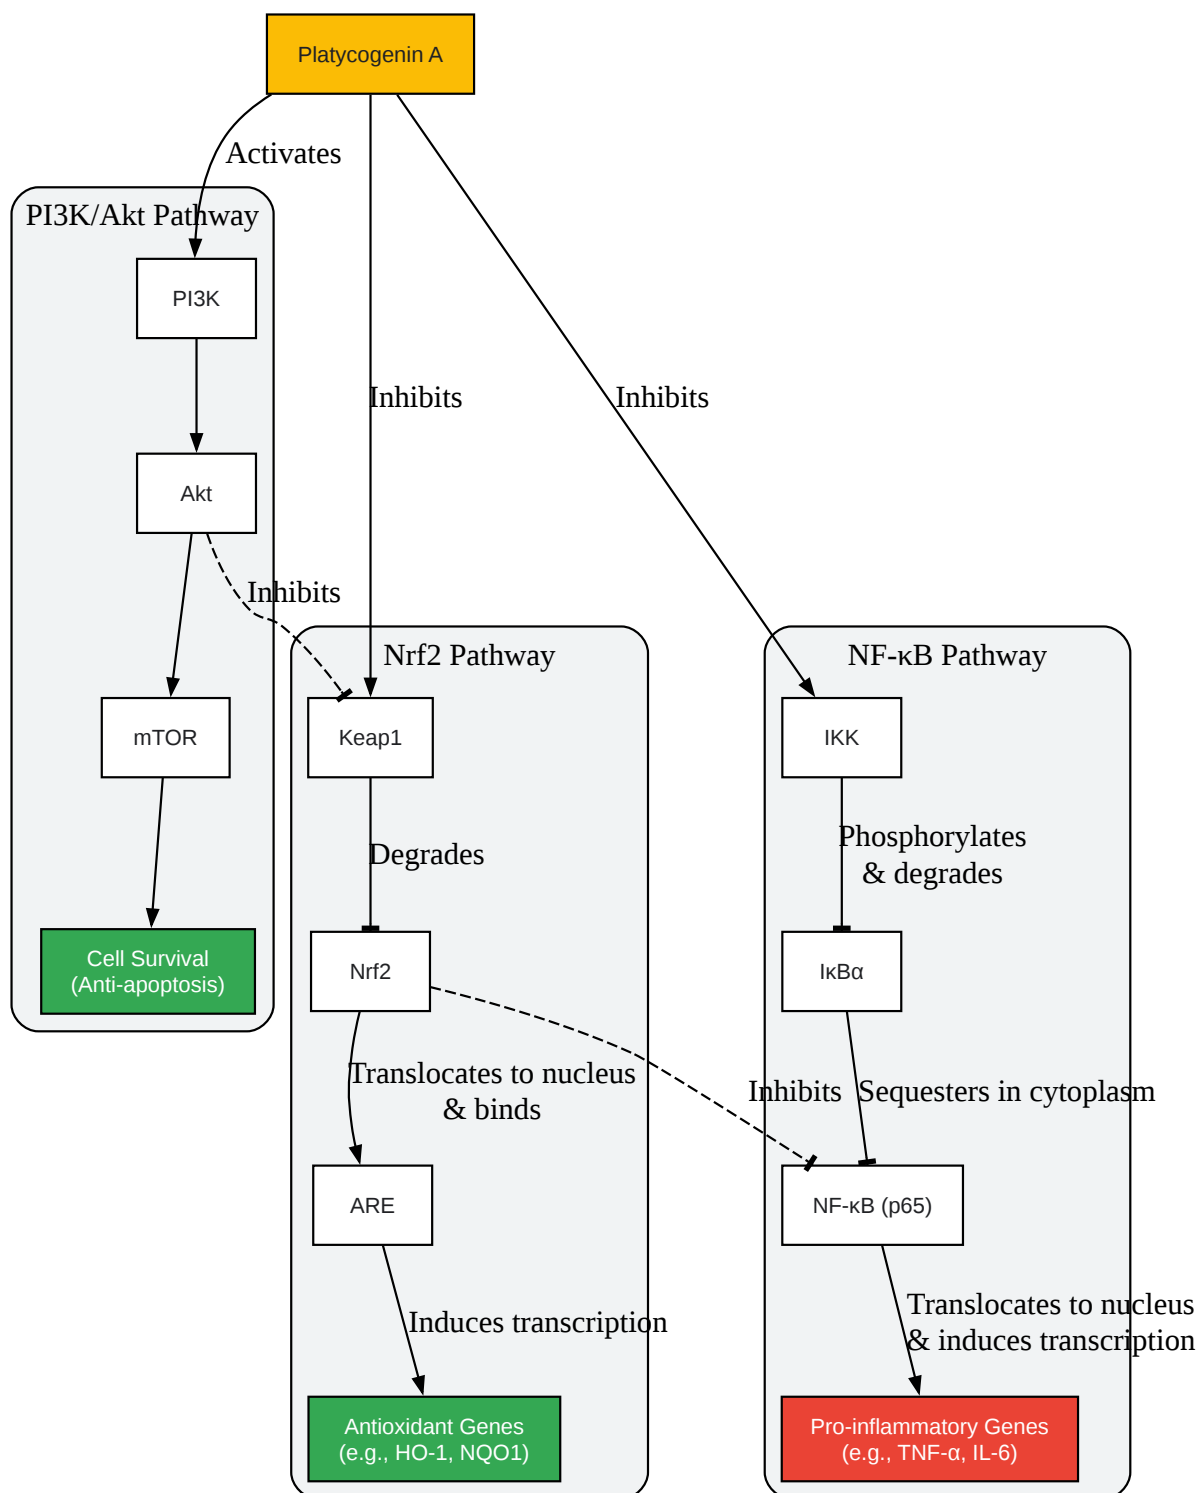 Platycogenin A
Activates
PI3K/Akt Pathway
PI3K
Inhibits
Inhibits
Akt
Inhibits
Nrf2 Pathway
NF-κB Pathway
mTOR
Keap1
IKK
Degrades
Phosphorylates
& degrades
Cell Survival
(Anti-apoptosis)
Nrf2
IκBα
Translocates to nucleus
& binds
Inhibits
Sequesters in cytoplasm
ARE
NF-κB (p65)
Induces transcription
Translocates to nucleus
& induces transcription
Antioxidant Genes
(e.g., HO-1, NQO1)
Pro-inflammatory Genes
(e.g., TNF-α, IL-6)